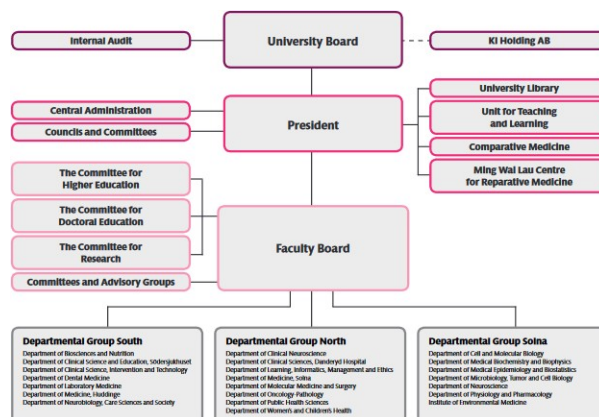 Internal Audit
University Board
KI Holding AB
Central Administration
Councils and Committees
President
University Library
Unit for Teaching
and Learning
Comparative Medicine
Ming Wai Lau Centre
for Reparative Medicine
The Committee for
Higher Education
The Committee for
Doctoral Education
The Committee for
Research
Committees and Advisory Groups
Faculty Board
Departmental Group South
Department of Biosciences and Nutrition
Department of Clinical Science and Education, Södersjukhuset
Department of Clinical Science, Intervention and Technology
Department of Dental Medicine
Department of Laboratory Medicine
Department of Medicine, Huddinge
Department of Neurobiology, Care Sciences and Society
Departmental Group North
Department of Clinical Neuroscience
Department of Clinical Sciences, Danderyd Hospital
Department of Learning, Informatics, Management and Ethics
Department of Medicine, Solna
Department of Molecular Medicine and Surgery
Department of Oncology-Pathology
Department of Public Health Sciences
Department of Women's and Children's Health
Departmental Group Solna
Department of Cell and Molecular Biology
Department of Medical Biochemistry and Biophysics
Department of Medical Epidemiology and Biostatistics
Department of Microbiology, Tumor and Cell Biology
Department of Neuroscience
Department of Physiology and Pharmacology
Institute of Environmental Medicine